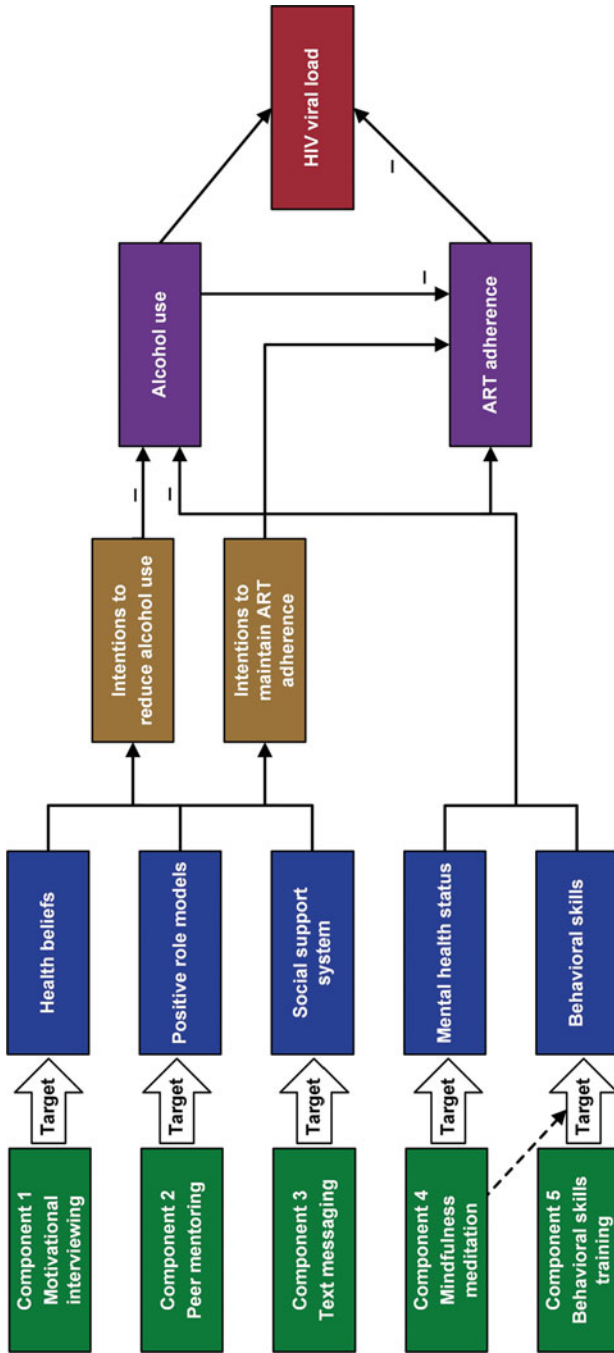 Component 1
Motivational
interviewing
Target
Health beliefs
Component 2
Peer mentoring
Target
Positive role models
Component 3
Text messaging
Target
Social support
system
Component 4
Mindfulness
meditation
Target
Mental health status
Component 5
Behavioral skills
training
Target
Behavioral skills
Intentions to
reduce alcohol use
Intentions to
maintain ART
adherence
–
–
Alcohol use
–
ART adherence
–
HIV viral load